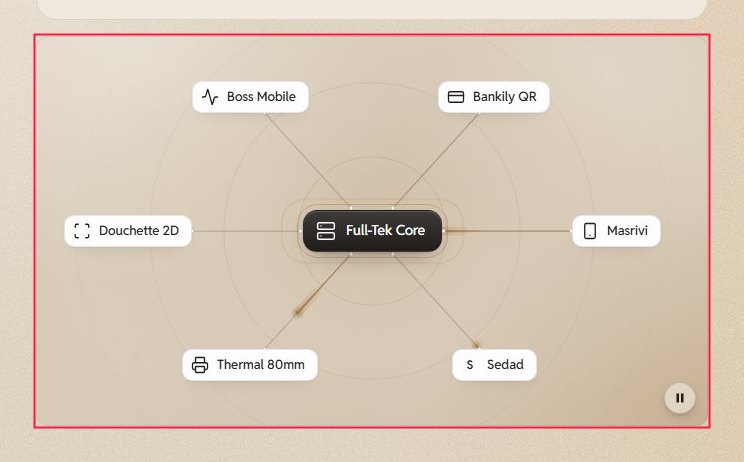 Boss Mobile
Bankily QR
Douchette 2D
Full-Tek Core
Masrivi
Thermal 80mm
S Sedad